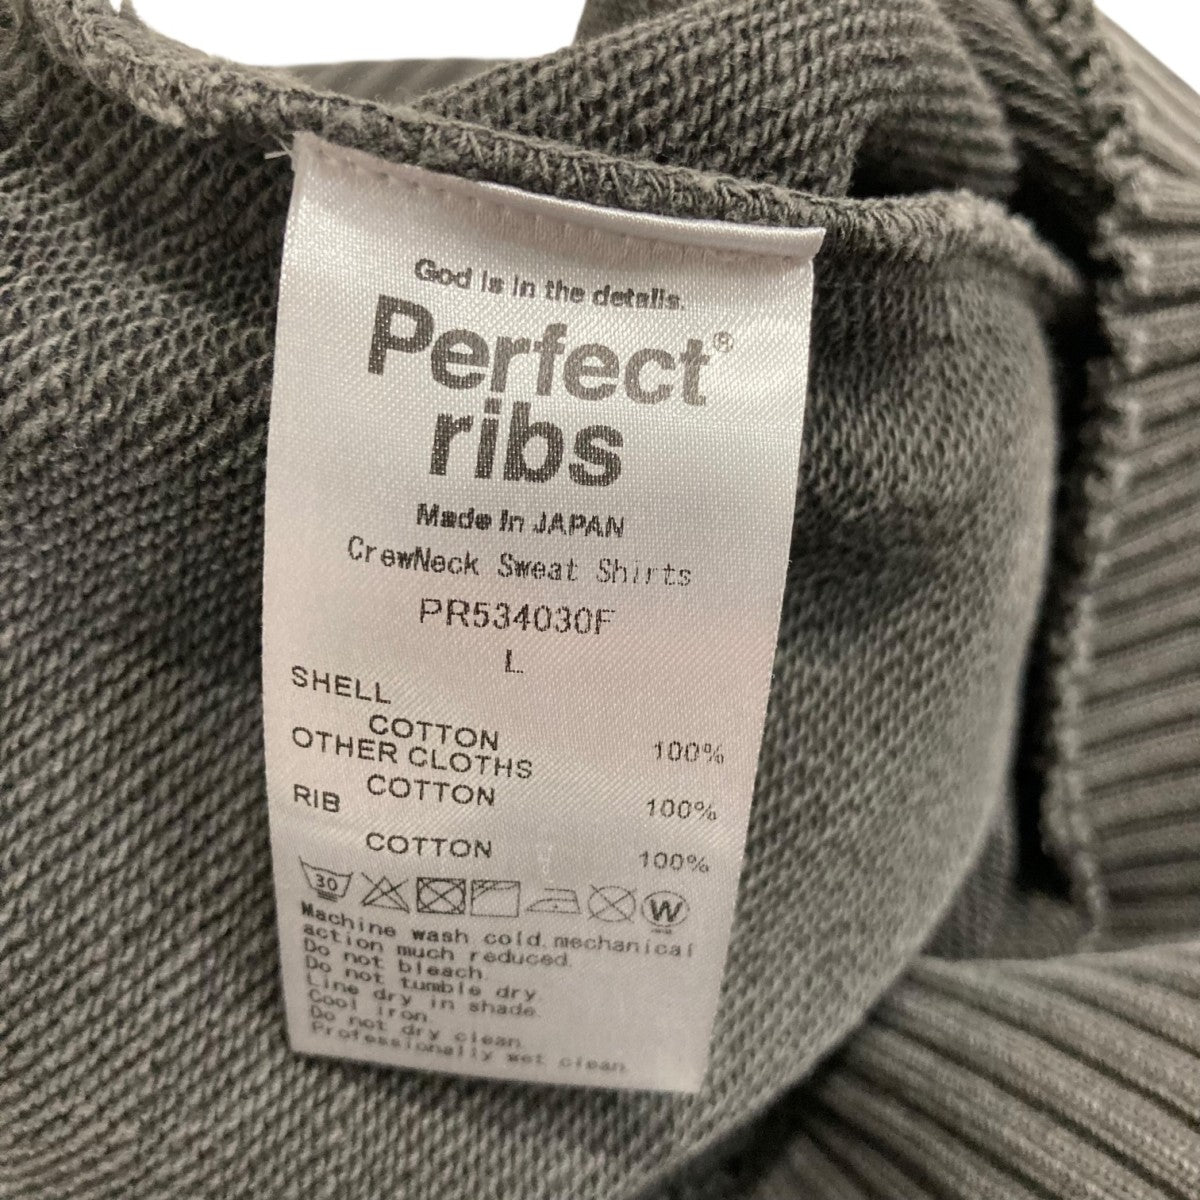 God is in the details.
Perfect®
ribs
Made in JAPAN
CrewNeck Sweat Shirts
PR534030F
L
SHELL
COTTON 100%
OTHER CLOTHS
COTTON 100%
RIB
COTTON 100%
30 W
Machine wash cold, mechanical
action much reduced.
Do not bleach.
Do not tumble dry
Line dry in shade.
Cool iron.
Do not dry clean
Professionally wet clean